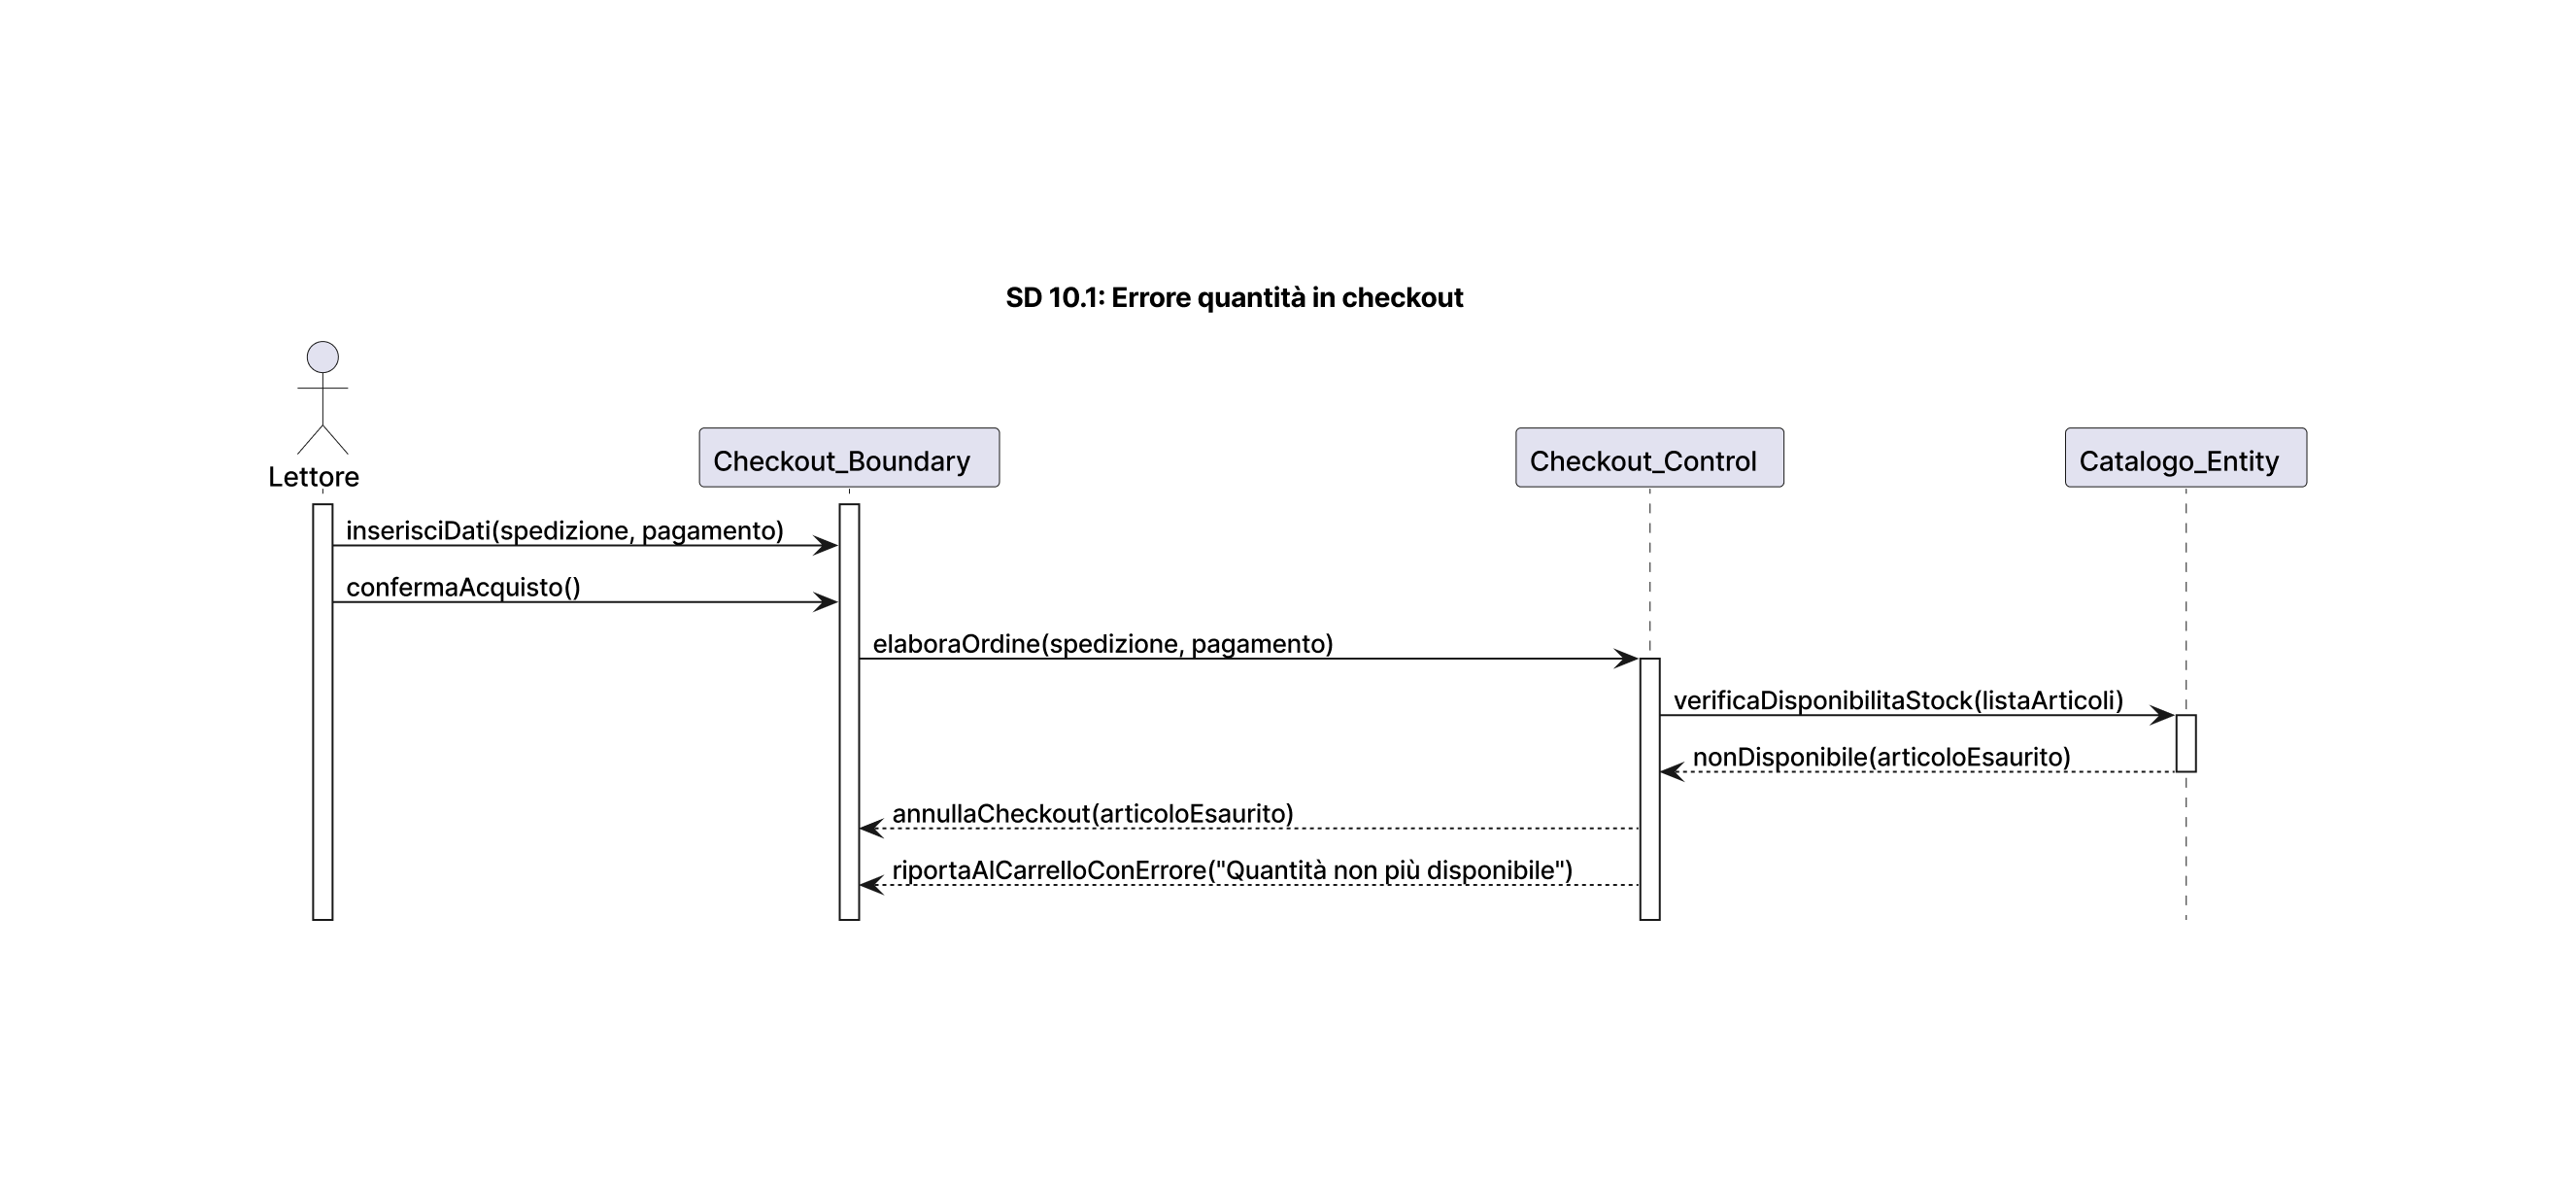 SD 10.1: Errore quantità in checkout
Lettore
Checkout_Boundary
Checkout_Control
Catalogo_Entity
inserisciDati(spedizione, pagamento)
confermaAcquisto()
elaboraOrdine(spedizione, pagamento)
verificaDisponibilitaStock(listaArticoli)
nonDisponibile(articoloEsaurito)
annullaCheckout(articoloEsaurito)
riportaAlCarrelloConErrore("Quantità non più disponibile")